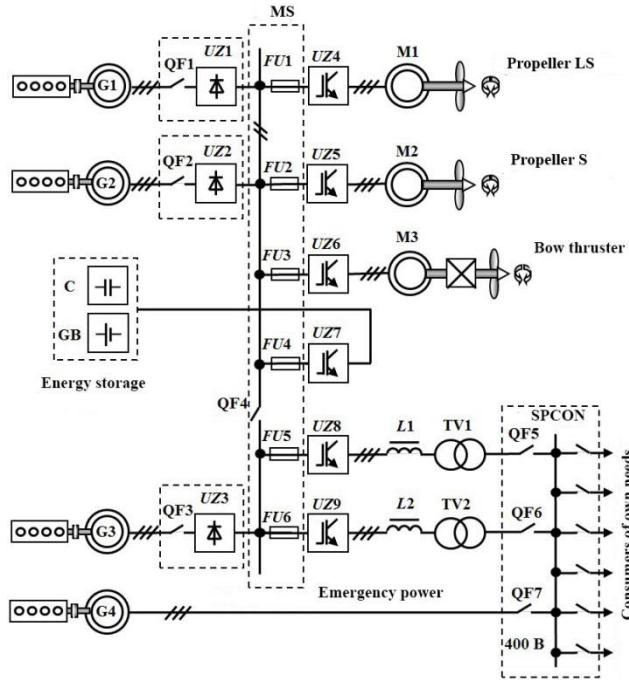 MS
QF1
UZ1
FU1
UZ4
M1
Propeller LS
G1
QF2
UZ2
FU2
UZ5
M2
Propeller S
G2
FU3
UZ6
M3
Bow thruster
C
GB
Energy storage
FU4
UZ7
QF4
SPCON
FU5
UZ8
L1
TV1
QF5
QF3
UZ3
FU6
UZ9
L2
TV2
QF6
G3
Consumers of own needs
Emergency power
QF7
G4
400 B